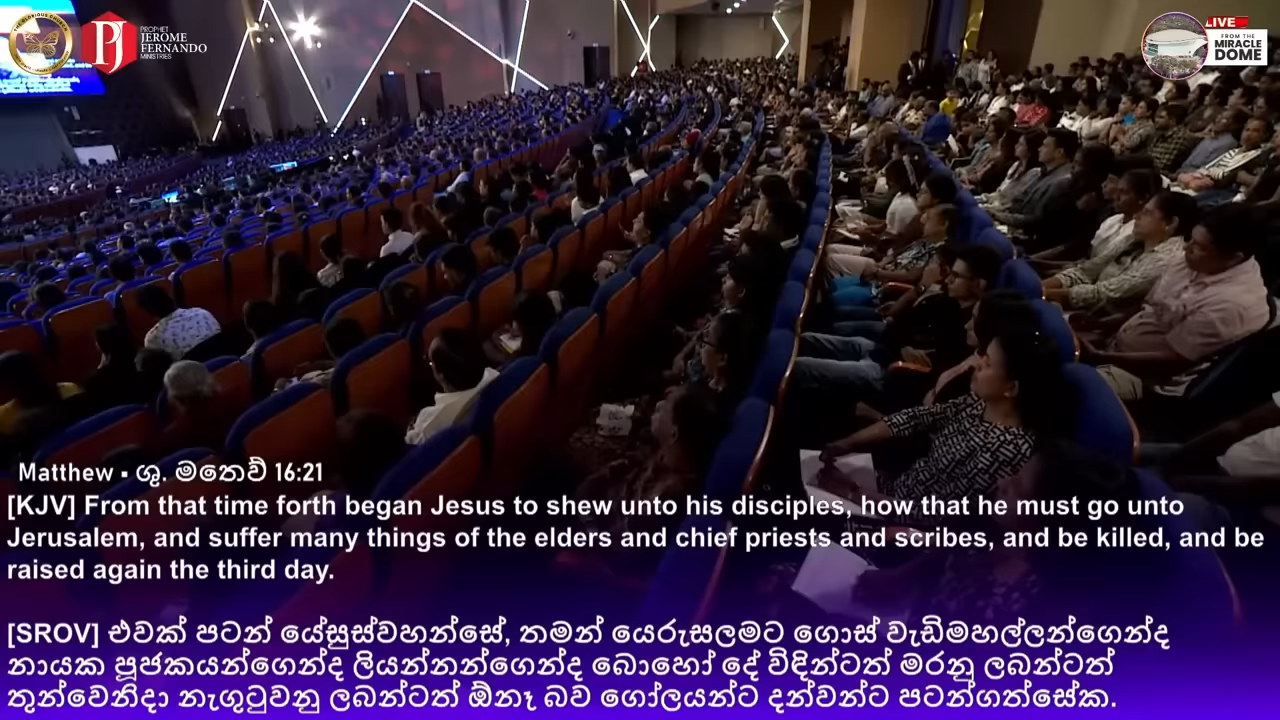 THE GLORIOUS CHURCH
PJ
PROPHET
JEROME
FERNANDO
MINISTRIES
LIVE
FROM THE
MIRACLE
DOME
Matthew ▪ ශු. මතෙව් 16:21
[KJV] From that time forth began Jesus to shew unto his disciples, how that he must go unto
Jerusalem, and suffer many things of the elders and chief priests and scribes, and be killed, and be
raised again the third day.
[SROV] එවක් පටන් යේසුස්වහන්සේ, තමන් යෙරුසලමට ගොස් වැඩිමහල්ලන්ගෙන්ද
නායක පූජකයන්ගෙන්ද ලියන්නන්ගෙන්ද බොහෝ දේ විඳින්ටත් මරනු ලබන්ටත්
තුන්වෙනිදා නැගුටුවනු ලබන්ටත් ඕනෑ බව ගෝලයන්ට දන්වන්ට පටන්ගත්සේක.